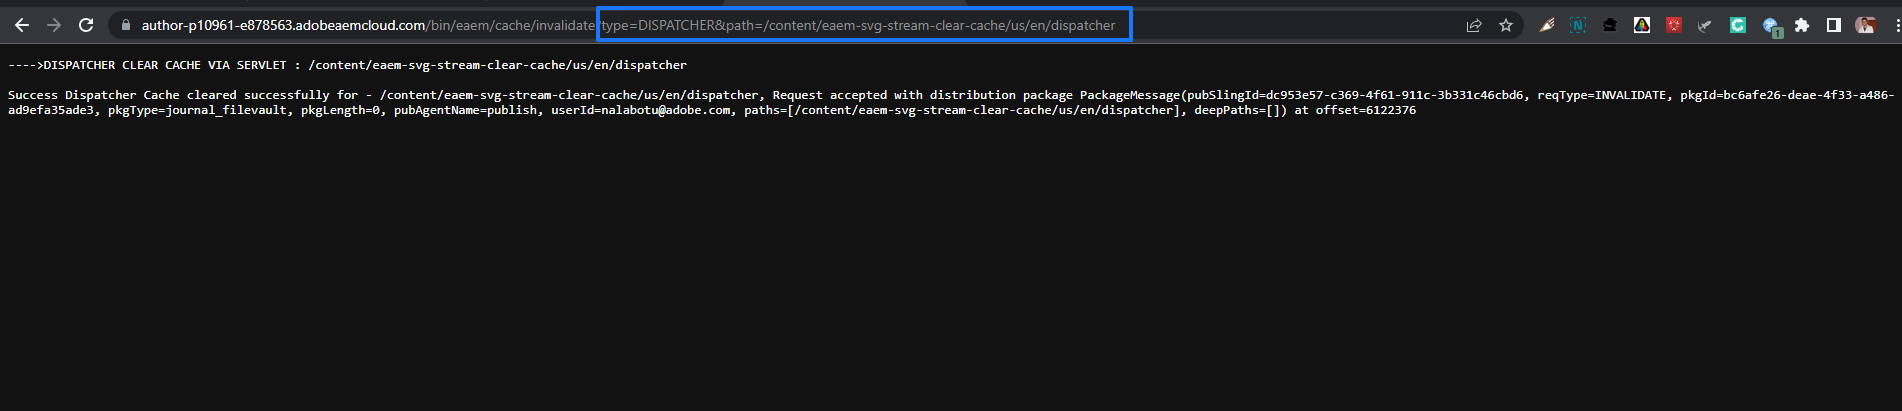 author-p10961-e878563.adobeaemcloud.com/bin/eaem/cache/invalidate?type=DISPATCHER&path=/content/eaem-svg-stream-clear-cache/us/en/dispatcher
1
---->DISPATCHER CLEAR CACHE VIA SERVLET : /content/eaem-svg-stream-clear-cache/us/en/dispatcher
Success Dispatcher Cache cleared successfully for - /content/eaem-svg-stream-clear-cache/us/en/dispatcher, Request accepted with distribution package PackageMessage(pubSlingId=dc953e57-c369-4f61-911c-3b331c46cbd6, reqType=INVALIDATE, pkgId=bc6afe26-deae-4f33-a486-
ad9efa35ade3, pkgType=journal_filevault, pkgLength=0, pubAgentName=publish, userId=nalabotu@adobe.com, paths=[/content/eaem-svg-stream-clear-cache/us/en/dispatcher], deepPaths=[]) at offset=6122376